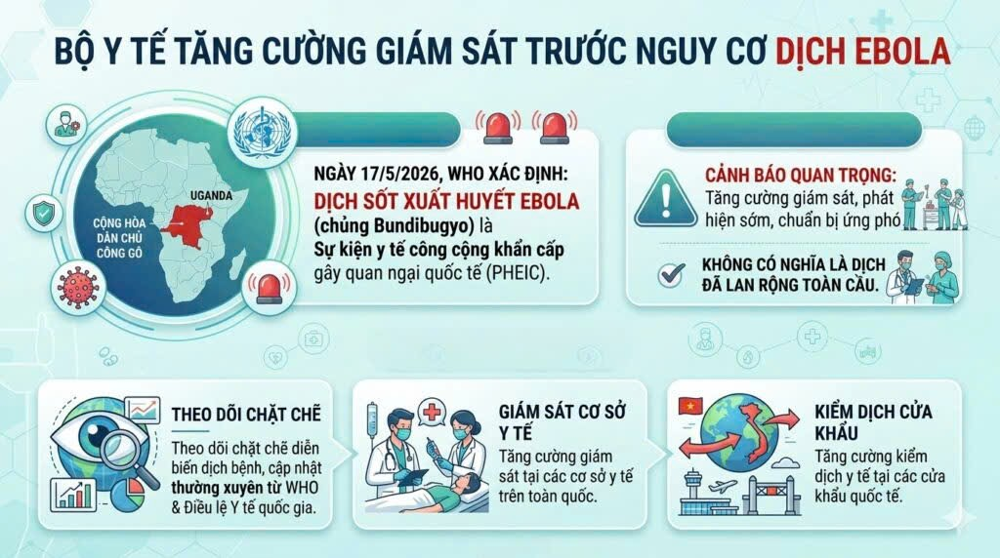 BỘ Y TẾ TĂNG CƯỜNG GIÁM SÁT TRƯỚC NGUY CƠ DỊCH EBOLA
UGANDA
CỘNG HÒA
DÂN CHỦ
CÔNG GÔ
NGÀY 17/5/2026, WHO XÁC ĐỊNH:
DỊCH SỐT XUẤT HUYẾT EBOLA
(chủng Bundibugyo) là
Sự kiện y tế công cộng khẩn cấp
gây quan ngại quốc tế (PHEIC).
CẢNH BÁO QUAN TRỌNG:
Tăng cường giám sát, phát
hiện sớm, chuẩn bị ứng phó
KHÔNG CÓ NGHĨA LÀ DỊCH
ĐÃ LAN RỘNG TOÀN CẦU.
THEO DÕI CHẶT CHẼ
Theo dõi chặt chẽ diễn
biến dịch bệnh, cập nhật
thường xuyên từ WHO
& Điều lệ Y tế quốc gia.
GIÁM SÁT CƠ SỞ
Y TẾ
Tăng cường giám
sát tại các cơ sở y tế
trên toàn quốc.
KIỂM DỊCH CỬA
KHẨU
Tăng cường kiểm
dịch y tế tại các cửa
khẩu quốc tế.